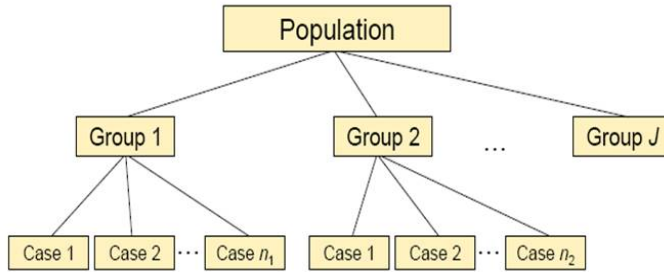 Population
Group 1 Group 2 ... Group J
Case 1 Case 2 ... Case n₁ Case 1 Case 2 ... Case n₂